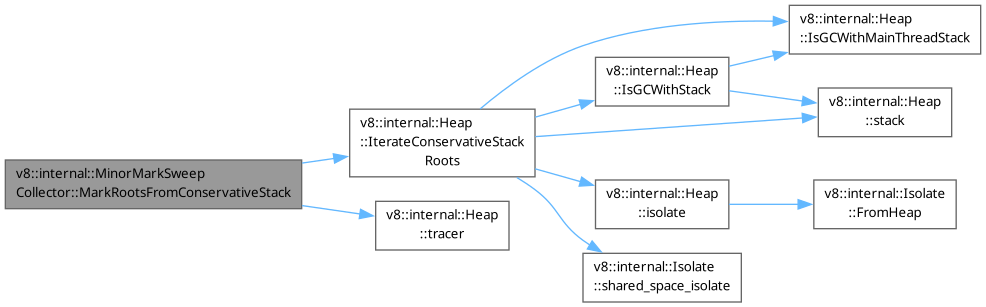 v8::internal::MinorMarkSweep
Collector::MarkRootsFromConservativeStack
v8::internal::Heap
::IterateConservativeStack
Roots
v8::internal::Heap
::tracer
v8::internal::Heap
::IsGCWithMainThreadStack
v8::internal::Heap
::IsGCWithStack
v8::internal::Heap
::stack
v8::internal::Heap
::isolate
v8::internal::Isolate
::FromHeap
v8::internal::Isolate
::shared_space_isolate